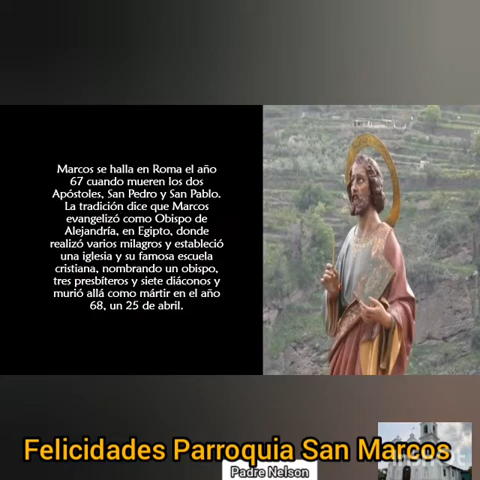 Marcos se halla en Roma el año
67 cuando mueren los dos
Apóstoles, San Pedro y San Pablo.
La tradición dice que Marcos
evangelizó como Obispo de
Alejandría, en Egipto, donde
realizó varios milagros y estableció
una iglesia y su famosa escuela
cristiana, nombrando un obispo,
tres presbíteros y siete diáconos y
murió allá como mártir en el año
68, un 25 de abril.
Felicidades Parroquia San Marcos
Padre Nelson